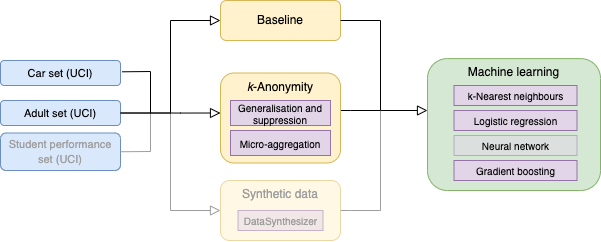 Car set (UCI)
Adult set (UCI)
Student performance
set (UCI)
Baseline
k-Anonymity
Generalisation and
suppression
Micro-aggregation
Synthetic data
DataSynthesizer
Machine learning
k-Nearest neighbours
Logistic regression
Neural network
Gradient boosting